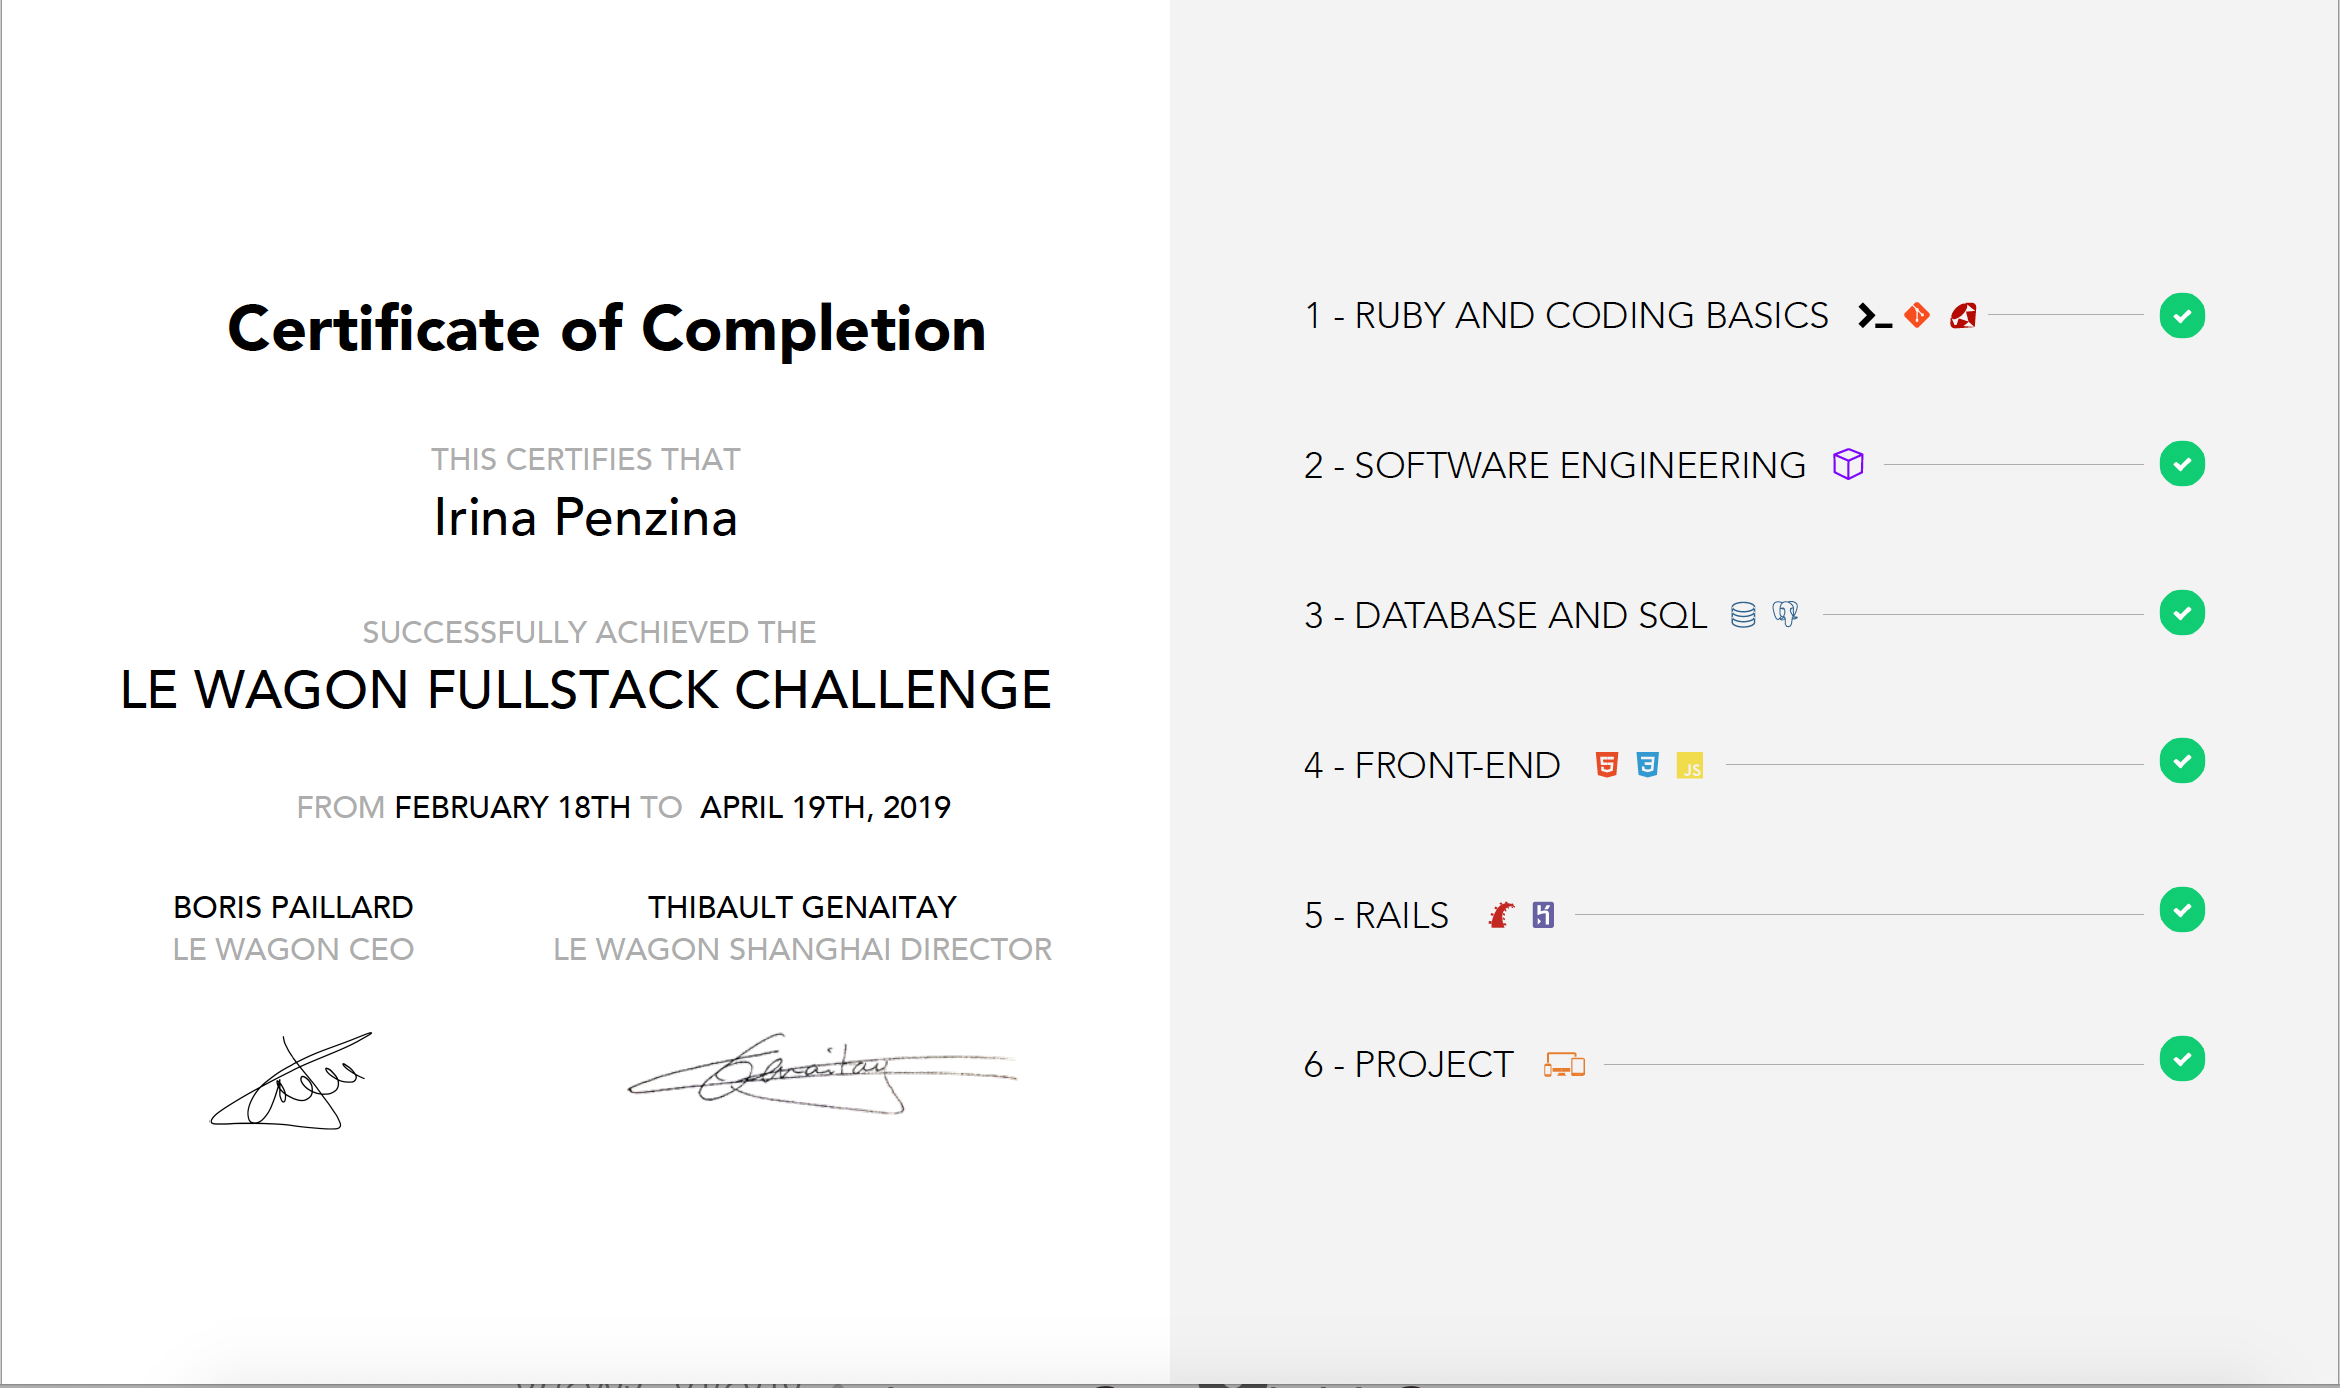 Certificate of Completion
THIS CERTIFIES THAT
Irina Penzina
SUCCESSFULLY ACHIEVED THE
LE WAGON FULLSTACK CHALLENGE
FROM FEBRUARY 18TH TO APRIL 19TH, 2019
BORIS PAILLARD
LE WAGON CEO
THIBAULT GENAITAY
LE WAGON SHANGHAI DIRECTOR
Genaitay
1 - RUBY AND CODING BASICS
2 - SOFTWARE ENGINEERING
3 - DATABASE AND SQL
4 - FRONT-END 5 3 JS
5 - RAILS
6 - PROJECT